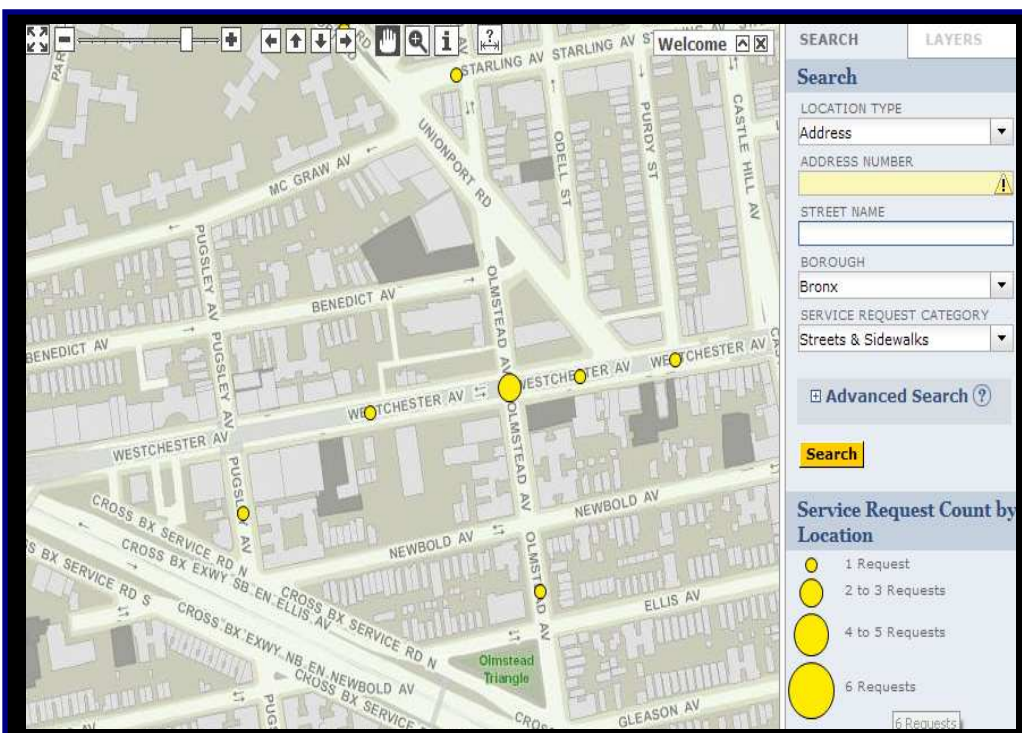 Welcome
STARLING AV
STARLING AV
PARK
RD
UNIONPORT RD
MC GRAW AV
ODELL ST
PURDY ST
CASTLE HILL AV
PUGSLEY AV
PUGSLEY AV
BENEDICT AV
BENEDICT AV
OLMSTEAD AV
WESTCHESTER AV
WESTCHESTER AV
WESTCHESTER AV
WESTCHESTER AV
OLMSTEAD AV
PUGSLEY AV
NEWBOLD AV
NEWBOLD AV
CROSS BX SERVICE RD N
CROSS BX EXWY SB EN ELLIS AV
S BX SERVICE RD S
CROSS BX SERVICE RD N
CROSS BX EXWY NB EN NEWBOLD AV
CROSS BX SERVICE
OLMSTEAD AV
ELLIS AV
Olmstead
Triangle
GLEASON AV
CROSS
PUGS
SEARCH LAYERS
Search
LOCATION TYPE
Address
ADDRESS NUMBER
STREET NAME
BOROUGH
Bronx
SERVICE REQUEST CATEGORY
Streets & Sidewalks
Advanced Search ?
Search
Service Request Count by
Location
1 Request
2 to 3 Requests
4 to 5 Requests
6 Requests
6 Requests